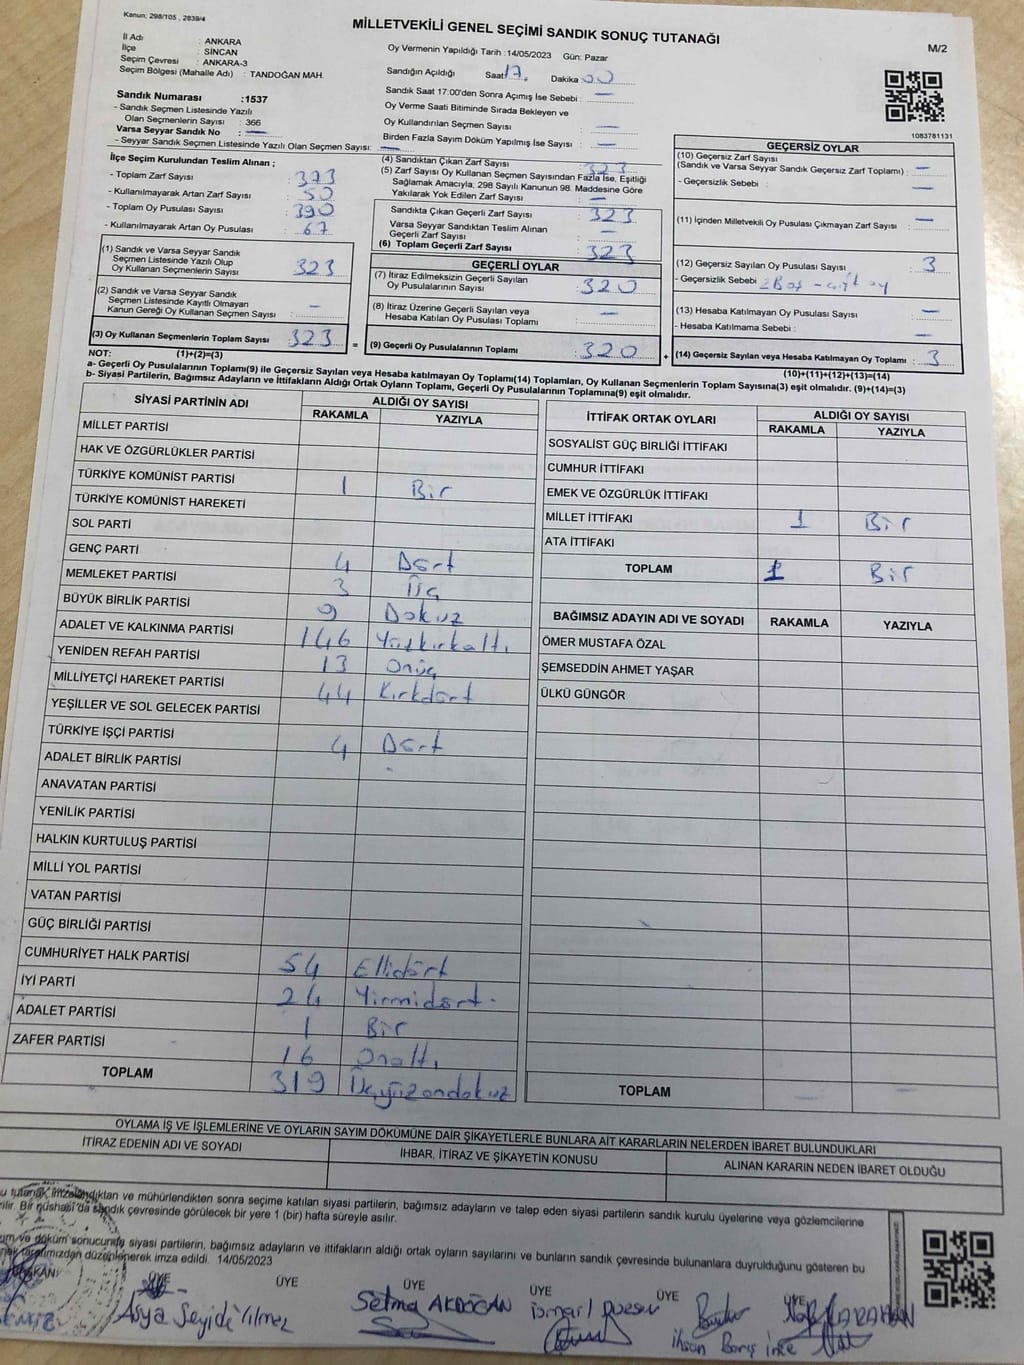 Kanun; 298/105 , 2839/4
MİLLETVEKİLİ GENEL SEÇİMİ SANDIK SONUÇ TUTANAĞI
M/2
İl Adı : ANKARA
İlçe : SİNCAN
Seçim Çevresi : ANKARA-3
Seçim Bölgesi (Mahalle Adı) : TANDOĞAN MAH.
Oy Vermenin Yapıldığı Tarih : 14/05/2023 Gün: Pazar
Sandığın Açıldığı Saat 17. Dakika 00
Sandık Saat 17:00'den Sonra Açımış İse Sebebi : —
Oy Verme Saati Bitiminde Sırada Bekleyen ve
Oy Kullandırılan Seçmen Sayısı : —
Birden Fazla Sayım Döküm Yapılmış İse Sayısı : —
1083781131
Sandık Numarası : 1537
- Sandık Seçmen Listesinde Yazılı
Olan Seçmenlerin Sayısı : 366
Varsa Seyyar Sandık No : —
- Seyyar Sandık Seçmen Listesinde Yazılı Olan Seçmen Sayısı: —
İlçe Seçim Kurulundan Teslim Alınan ;
- Toplam Zarf Sayısı : 373
- Kullanılmayarak Artan Zarf Sayısı : 50
- Toplam Oy Pusulası Sayısı : 390
- Kullanılmayarak Artan Oy Pusulası : 67
(1) Sandık ve Varsa Seyyar Sandık
Seçmen Listesinde Yazılı Olup
Oy Kullanan Seçmenlerin Sayısı : 323
(2) Sandık ve Varsa Seyyar Sandık
Seçmen Listesinde Kayıtlı Olmayan
Kanun Gereği Oy Kullanan Seçmen Sayısı : —
(3) Oy Kullanan Seçmenlerin Toplam Sayısı : 323
(4) Sandıktan Çıkan Zarf Sayısı : 323
(5) Zarf Sayısı Oy Kullanan Seçmen Sayısından Fazla İse, Eşitliği
Sağlamak Amacıyla, 298 Sayılı Kanunun 98. Maddesine Göre
Yakılarak Yok Edilen Zarf Sayısı : —
Sandıkta Çıkan Geçerli Zarf Sayısı : 323
Varsa Seyyar Sandıktan Teslim Alınan
Geçerli Zarf Sayısı : —
(6) Toplam Geçerli Zarf Sayısı : 323
GEÇERLİ OYLAR
(7) İtiraz Edilmeksizin Geçerli Sayılan
Oy Pusulalarının Sayısı : 320
(8) İtiraz Üzerine Geçerli Sayılan veya
Hesaba Katılan Oy Pusulası Toplamı : —
= (9) Geçerli Oy Pusulalarının Toplamı : 320
GEÇERSİZ OYLAR
(10) Geçersiz Zarf Sayısı
(Sandık ve Varsa Seyyar Sandık Geçersiz Zarf Toplamı) : —
- Geçersizlik Sebebi : —
(11) İçinden Milletvekili Oy Pusulası Çıkmayan Zarf Sayısı : —
(12) Geçersiz Sayılan Oy Pusulası Sayısı : 3
- Geçersizlik Sebebi : 2 Boş - çift oy
(13) Hesaba Katılmayan Oy Pusulası Sayısı : —
- Hesaba Katılmama Sebebi : —
+ (14) Geçersiz Sayılan veya Hesaba Katılmayan Oy Toplamı : 3
NOT: (1)+(2)=(3)
(10)+(11)+(12)+(13)=(14)
a- Geçerli Oy Pusulalarının Toplamı(9) ile Geçersiz Sayılan veya Hesaba Katılmayan Oy Toplamı(14) Toplamları, Oy Kullanan Seçmenlerin Toplam Sayısına(3) eşit olmalıdır. (9)+(14)=(3)
b- Siyasi Partilerin, Bağımsız Adayların ve İttifakların Aldığı Ortak Oyların Toplamı, Geçerli Oy Pusulalarının Toplamına(9) eşit olmalıdır.
SİYASİ PARTİNİN ADI ALDIĞI OY SAYISI
RAKAMLA YAZIYLA
MİLLET PARTİSİ
HAK VE ÖZGÜRLÜKLER PARTİSİ
TÜRKİYE KOMÜNİST PARTİSİ 1 Bir
TÜRKİYE KOMÜNİST HAREKETİ
SOL PARTİ
GENÇ PARTİ 4 Dört
MEMLEKET PARTİSİ 3 Üç
BÜYÜK BİRLİK PARTİSİ 9 Dokuz
ADALET VE KALKINMA PARTİSİ 146 Yüzkırkaltı
YENİDEN REFAH PARTİSİ 13 Onüç
MİLLİYETÇİ HAREKET PARTİSİ 44 Kırkdört
YEŞİLLER VE SOL GELECEK PARTİSİ
TÜRKİYE İŞÇİ PARTİSİ 4 Dört
ADALET BİRLİK PARTİSİ
ANAVATAN PARTİSİ
YENİLİK PARTİSİ
HALKIN KURTULUŞ PARTİSİ
MİLLİ YOL PARTİSİ
VATAN PARTİSİ
GÜÇ BİRLİĞİ PARTİSİ
CUMHURİYET HALK PARTİSİ 54 Ellidört
İYİ PARTİ 24 Yirmidört.
ADALET PARTİSİ 1 Bir
ZAFER PARTİSİ 16 Onaltı
TOPLAM 319 Üçyüzondokuz
İTTİFAK ORTAK OYLARI ALDIĞI OY SAYISI
RAKAMLA YAZIYLA
SOSYALİST GÜÇ BİRLİĞİ İTTİFAKI
CUMHUR İTTİFAKI
EMEK VE ÖZGÜRLÜK İTTİFAKI
MİLLET İTTİFAKI 1 Bir
ATA İTTİFAKI
TOPLAM 1 Bir
BAĞIMSIZ ADAYIN ADI VE SOYADI RAKAMLA YAZIYLA
ÖMER MUSTAFA ÖZAL
ŞEMSEDDİN AHMET YAŞAR
ÜLKÜ GÜNGÖR
TOPLAM — —
OYLAMA İŞ VE İŞLEMLERİNE VE OYLARIN SAYIM DÖKÜMÜNE DAİR ŞİKAYETLERLE BUNLARA AİT KARARLARIN NELERDEN İBARET BULUNDUKLARI
İTİRAZ EDENİN ADI VE SOYADI İHBAR, İTİRAZ VE ŞİKAYETİN KONUSU ALINAN KARARIN NEDEN İBARET OLDUĞU
tutanak imzalandıktan ve mühürlendikten sonra seçime katılan siyasi partilerin, bağımsız adayların ve talep eden siyasi partilerin sandık kurulu üyelerine veya gözlemcilerine
Bir nüshası da sandık çevresinde görülecek bir yere 1 (bir) hafta süreyle asılır.
ve döküm sonucunda siyasi partilerin, bağımsız adayların ve ittifakların aldığı ortak oyların sayılarını ve bunların sandık çevresinde bulunanlara duyrulduğunu gösteren bu
tarafımızdan düzenlenerek imza edildi. 14/05/2023
ÜYE ÜYE ÜYE ÜYE ÜYE ÜYE
Asya Seyide Yılmaz
Selma AKDOĞAN
İsmail
İhsan Barış
KARAHAN